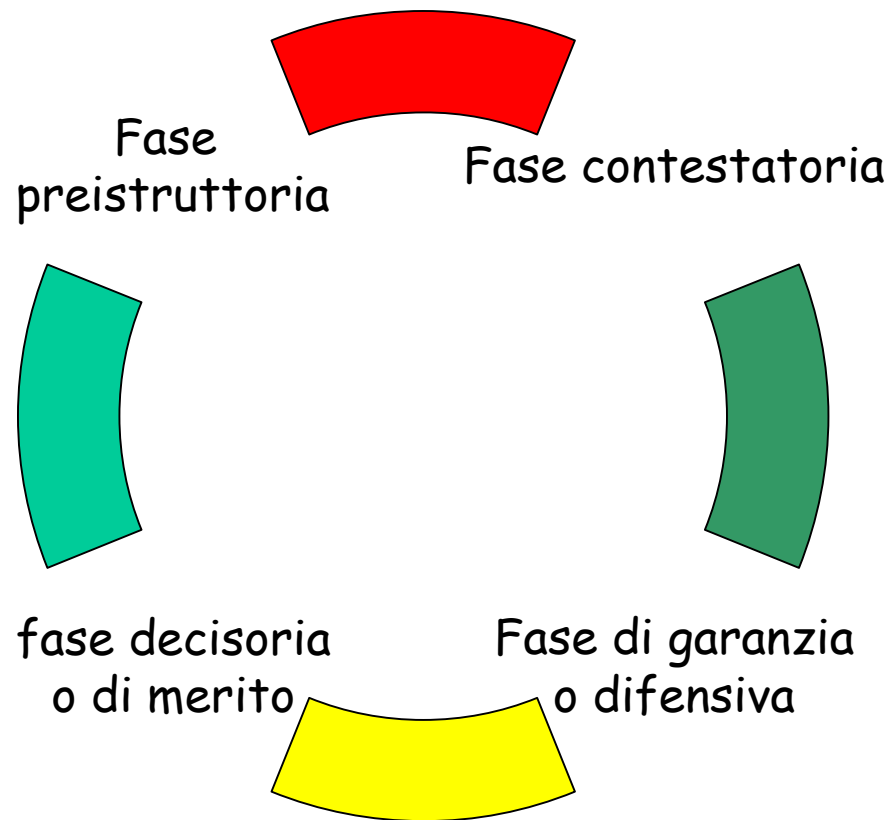 Fase
preistruttoria
Fase contestatoria
fase decisoria
o di merito
Fase di garanzia
o difensiva